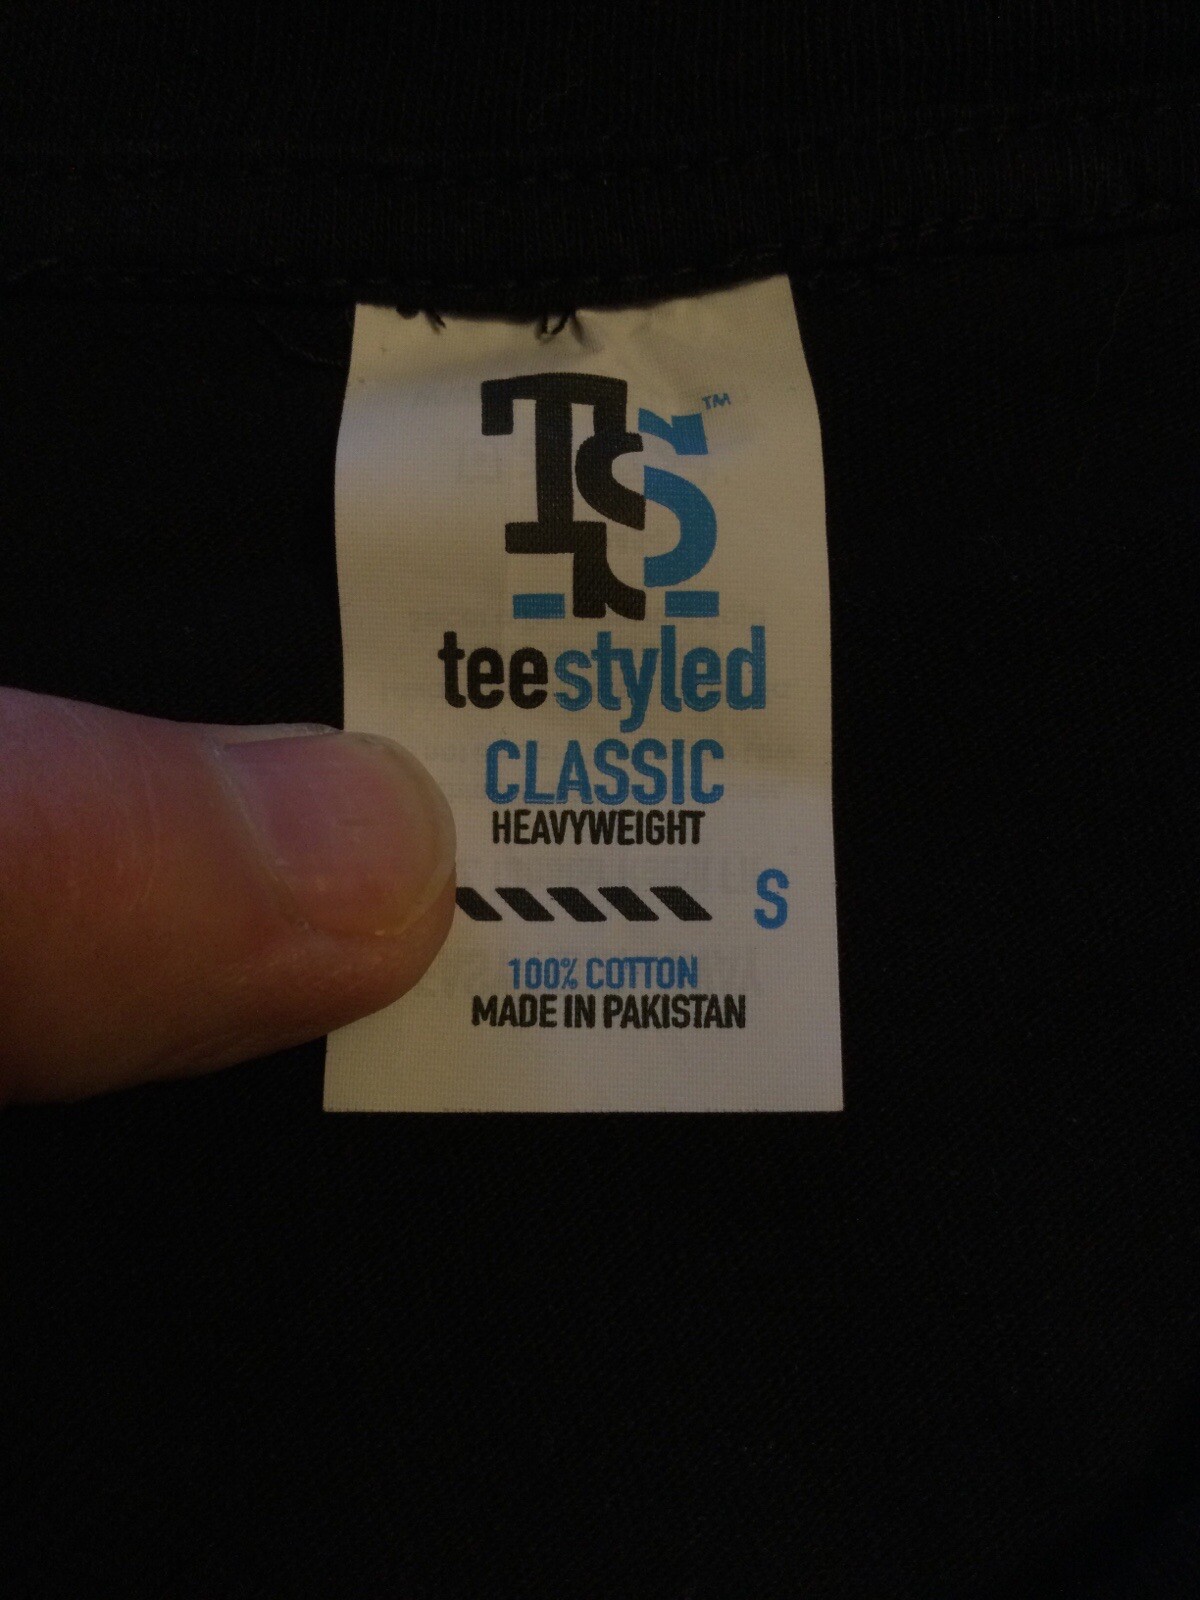 TS™
teestyled
CLASSIC
HEAVYWEIGHT
S
100% COTTON
MADE IN PAKISTAN